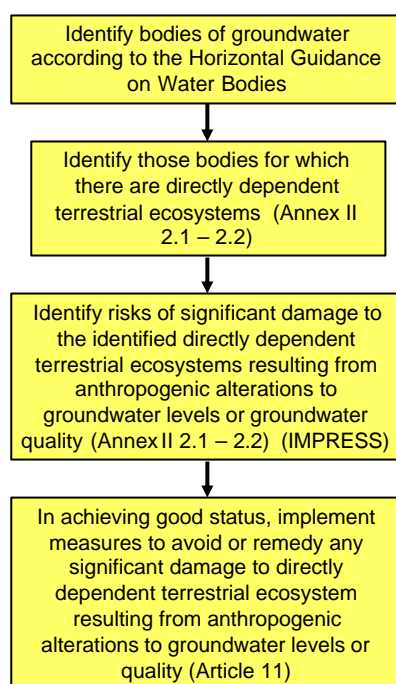 Identify bodies of groundwater
according to the Horizontal Guidance
on Water Bodies
Identify those bodies for which
there are directly dependent
terrestrial ecosystems (Annex II
2.1 – 2.2)
Identify risks of significant damage to
the identified directly dependent
terrestrial ecosystems resulting from
anthropogenic alterations to
groundwater levels or groundwater
quality (Annex II 2.1 – 2.2) (IMPRESS)
In achieving good status, implement
measures to avoid or remedy any
significant damage to directly
dependent terrestrial ecosystem
resulting from anthropogenic
alterations to groundwater levels or
quality (Article 11)